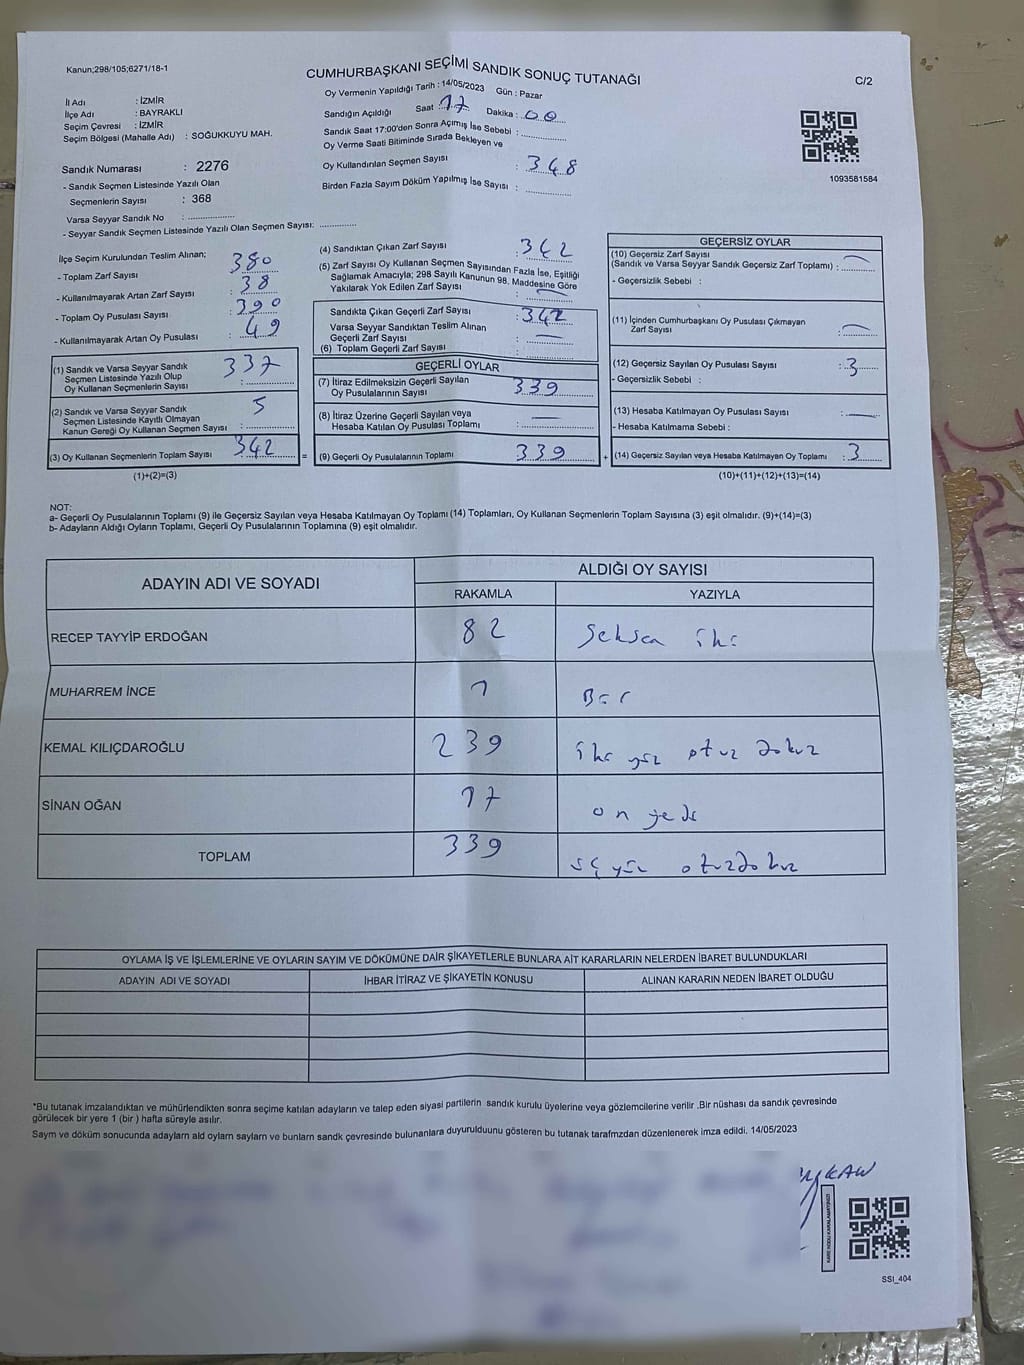 Kanun;298/105;6271/18-1
CUMHURBAŞKANI SEÇİMİ SANDIK SONUÇ TUTANAĞI
C/2
Oy Vermenin Yapıldığı Tarih : 14/05/2023 Gün : Pazar
İl Adı : İZMİR
İlçe Adı : BAYRAKLI
Seçim Çevresi : İZMİR
Seçim Bölgesi (Mahalle Adı) : SOĞUKKUYU MAH.
Sandığın Açıldığı Saat : 17 Dakika : 00
Sandık Saat 17:00'den Sonra Açımış İse Sebebi :
Oy Verme Saati Bitiminde Sırada Bekleyen ve
Oy Kullandırılan Seçmen Sayısı : 348
Birden Fazla Sayım Döküm Yapılmış İse Sayısı :
1093581584
Sandık Numarası : 2276
- Sandık Seçmen Listesinde Yazılı Olan
Seçmenlerin Sayısı : 368
Varsa Seyyar Sandık No :
- Seyyar Sandık Seçmen Listesinde Yazılı Olan Seçmen Sayısı:
İlçe Seçim Kurulundan Teslim Alınan;
- Toplam Zarf Sayısı : 380
- Kullanılmayarak Artan Zarf Sayısı : 38
- Toplam Oy Pusulası Sayısı : 390
- Kullanılmayarak Artan Oy Pusulası : 49
(1) Sandık ve Varsa Seyyar Sandık
Seçmen Listesinde Yazılı Olup
Oy Kullanan Seçmenlerin Sayısı : 337
(2) Sandık ve Varsa Seyyar Sandık
Seçmen Listesinde Kayıtlı Olmayan
Kanun Gereği Oy Kullanan Seçmen Sayısı : 5
(3) Oy Kullanan Seçmenlerin Toplam Sayısı : 342
(1)+(2)=(3)
=
(4) Sandıktan Çıkan Zarf Sayısı : 342
(5) Zarf Sayısı Oy Kullanan Seçmen Sayısından Fazla İse, Eşitliği
Sağlamak Amacıyla; 298 Sayılı Kanunun 98. Maddesine Göre
Yakılarak Yok Edilen Zarf Sayısı : —
Sandıkta Çıkan Geçerli Zarf Sayısı : 342
Varsa Seyyar Sandıktan Teslim Alınan
Geçerli Zarf Sayısı : —
(6) Toplam Geçerli Zarf Sayısı :
GEÇERLİ OYLAR
(7) İtiraz Edilmeksizin Geçerli Sayılan
Oy Pusulalarının Sayısı : 339
(8) İtiraz Üzerine Geçerli Sayılan veya
Hesaba Katılan Oy Pusulası Toplamı : —
(9) Geçerli Oy Pusulalarının Toplamı : 339
+
GEÇERSİZ OYLAR
(10) Geçersiz Zarf Sayısı
(Sandık ve Varsa Seyyar Sandık Geçersiz Zarf Toplamı) : —
- Geçersizlik Sebebi :
(11) İçinden Cumhurbaşkanı Oy Pusulası Çıkmayan
Zarf Sayısı : —
(12) Geçersiz Sayılan Oy Pusulası Sayısı : 3
- Geçersizlik Sebebi :
(13) Hesaba Katılmayan Oy Pusulası Sayısı : —
- Hesaba Katılmama Sebebi :
(14) Geçersiz Sayılan veya Hesaba Katılmayan Oy Toplamı : 3
(10)+(11)+(12)+(13)=(14)
NOT:
a- Geçerli Oy Pusulalarının Toplamı (9) ile Geçersiz Sayılan veya Hesaba Katılmayan Oy Toplamı (14) Toplamları, Oy Kullanan Seçmenlerin Toplam Sayısına (3) eşit olmalıdır. (9)+(14)=(3)
b- Adayların Aldığı Oyların Toplamı, Geçerli Oy Pusulalarının Toplamına (9) eşit olmalıdır.
ADAYIN ADI VE SOYADI ALDIĞI OY SAYISI
RAKAMLA YAZIYLA
RECEP TAYYİP ERDOĞAN 82 Seksen iki
MUHARREM İNCE 1 Bir
KEMAL KILIÇDAROĞLU 239 iki yüz otuz dokuz
SİNAN OĞAN 17 on yedi
TOPLAM 339 üç yüz otuzdokuz
OYLAMA İŞ VE İŞLEMLERİNE VE OYLARIN SAYIM VE DÖKÜMÜNE DAİR ŞİKAYETLERLE BUNLARA AİT KARARLARIN NELERDEN İBARET BULUNDUKLARI
ADAYIN ADI VE SOYADI İHBAR İTİRAZ VE ŞİKAYETİN KONUSU ALINAN KARARIN NEDEN İBARET OLDUĞU
*Bu tutanak imzalandıktan ve mühürlendikten sonra seçime katılan adayların ve talep eden siyasi partilerin sandık kurulu üyelerine veya gözlemcilerine verilir .Bir nüshası da sandık çevresinde
görülecek bir yere 1 (bir ) hafta süreyle asılır.
Saym ve döküm sonucunda adaylarn ald oylarn saylarn ve bunlarn sandk çevresinde bulunanlara duyurulduunu gösteren bu tutanak tarafmzdan düzenlenerek imza edildi. 14/05/2023
SSI_404